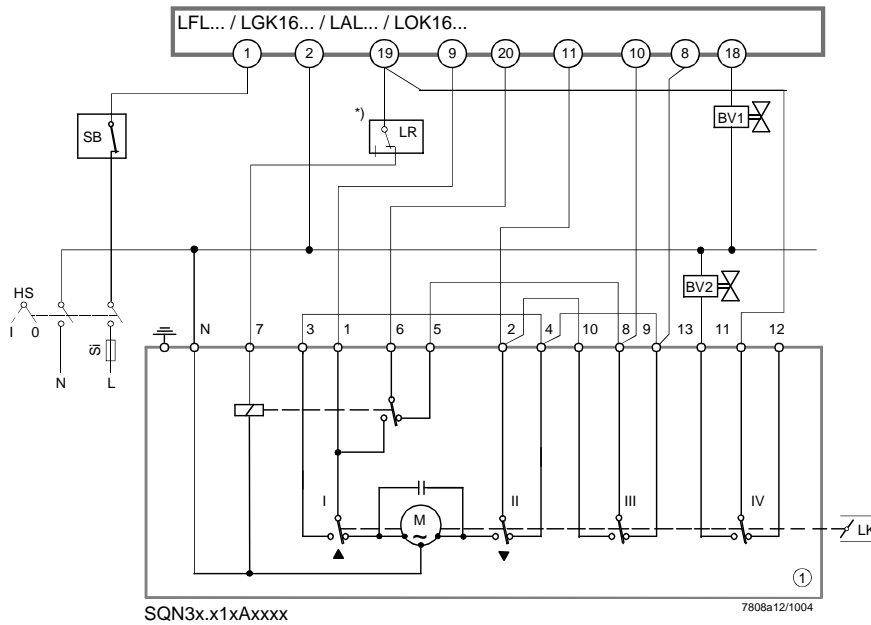 LFL... / LGK16... / LAL... / LOK16...
1 2 19 9 20 11 10 8 18
SB
*)
LR
BV1
BV2
HS
I 0
Si
N L
N 7 3 1 6 5 2 4 10 8 9 13 11 12
I II III IV
M
~
LK
1
SQN3x.x1xAxxxx
7808a12/1004